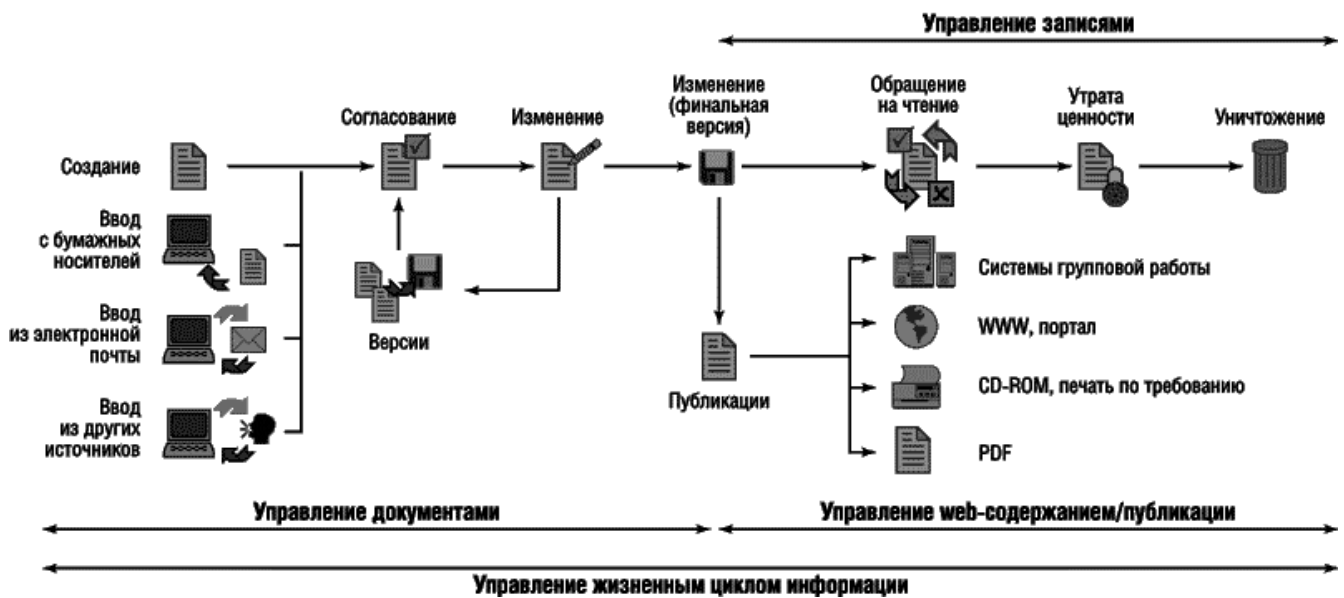 Управление записями
Согласование
Изменение
Изменение
(финальная
версия)
Обращение
на чтение
Утрата
ценности
Уничтожение
Создание
Ввод
с бумажных
носителей
Ввод
из электронной
почты
Ввод
из других
источников
Версии
Публикации
Системы групповой работы
WWW, портал
CD-ROM, печать по требованию
PDF
Управление документами
Управление web-содержанием/публикации
Управление жизненным циклом информации